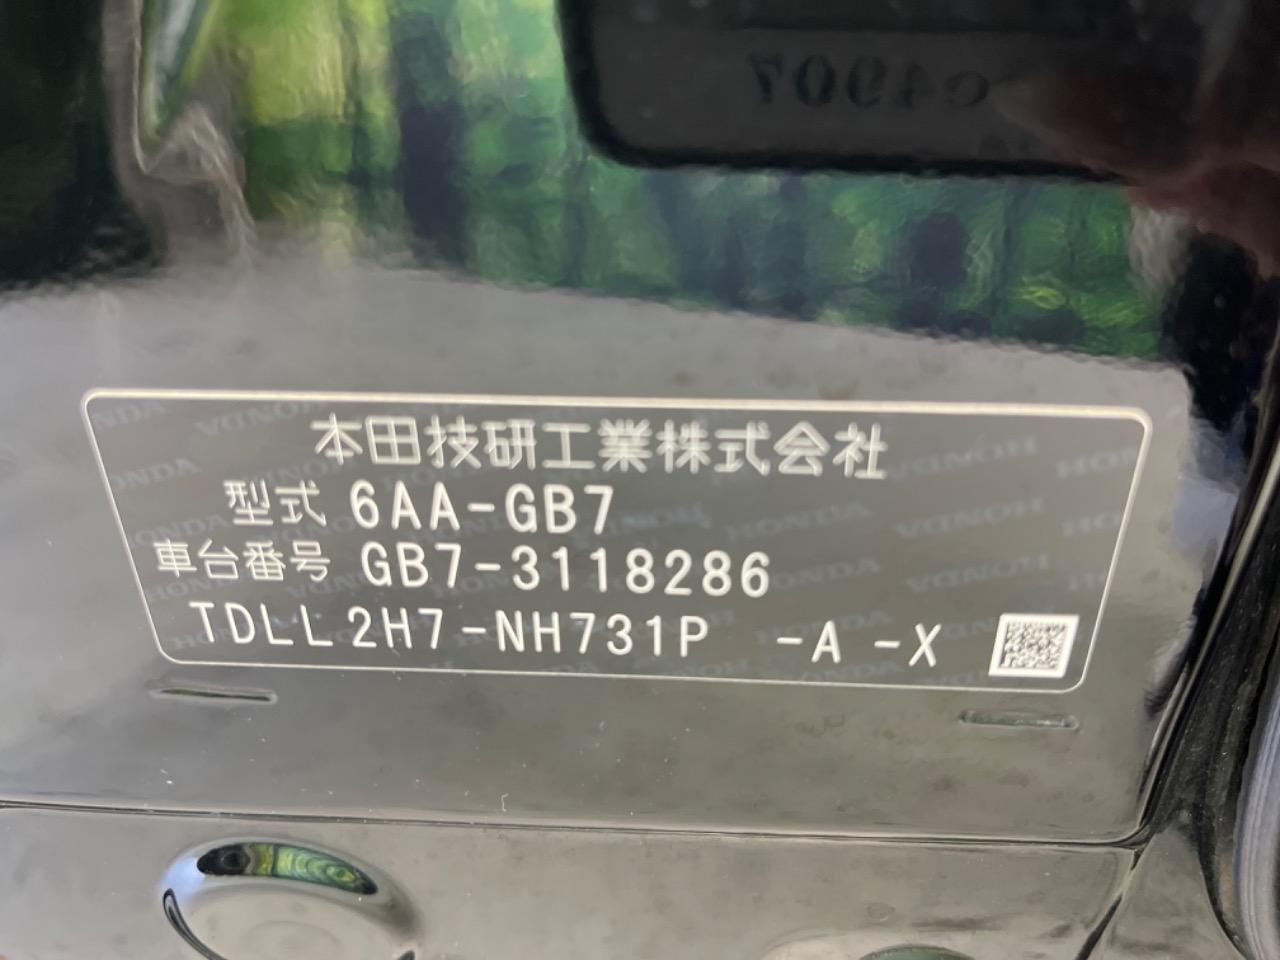 本田技研工業株式会社
型式 6AA-GB7
車台番号 GB7-3118286
TDLL2H7-NH731P -A -X